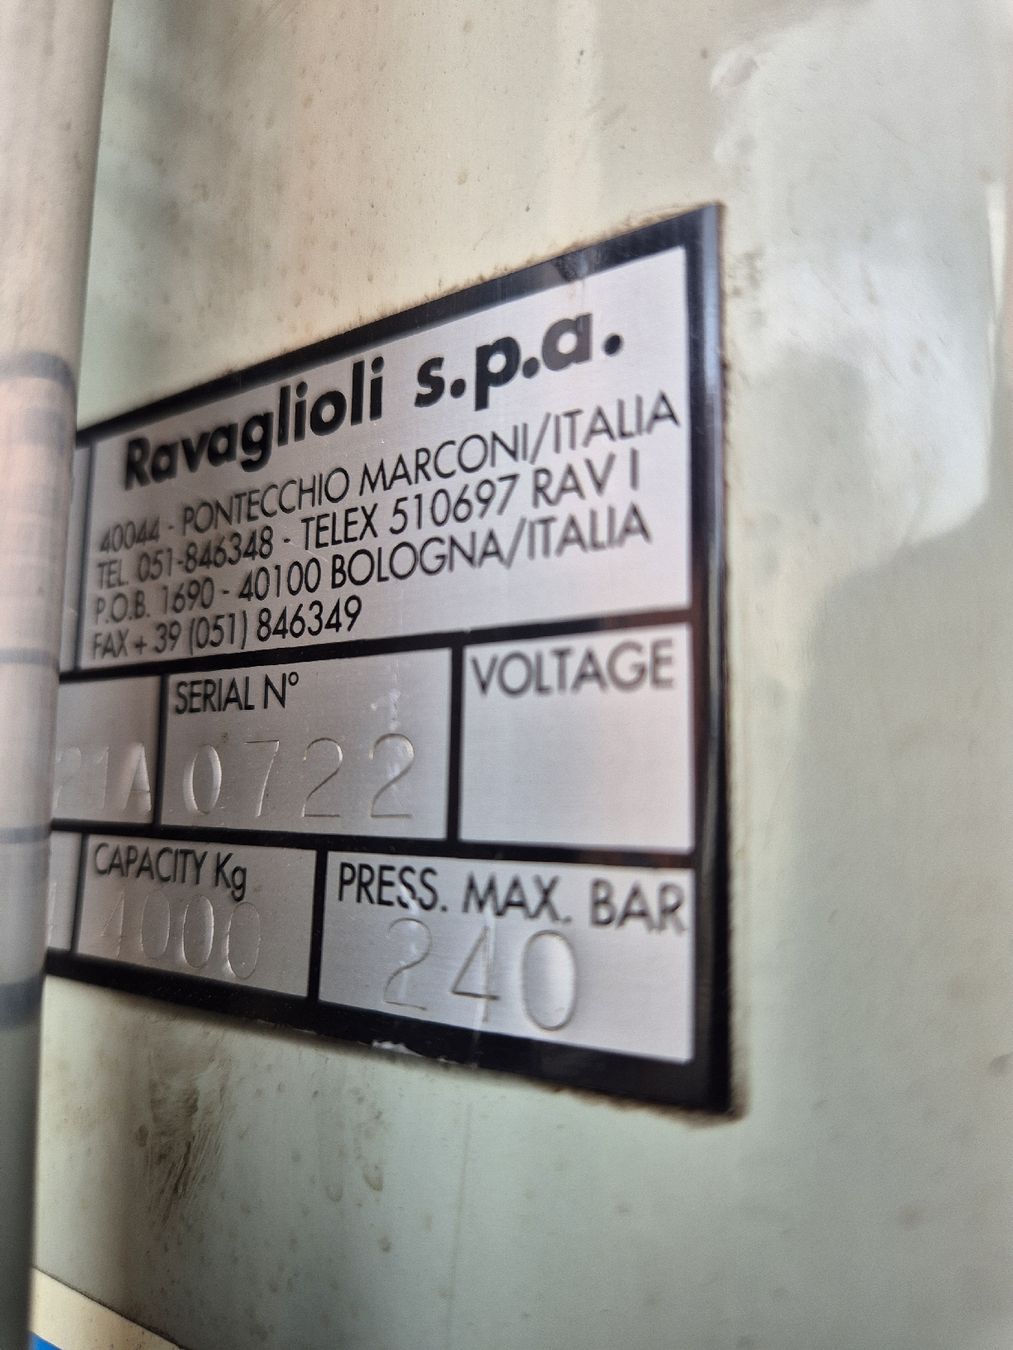 Ravaglioli s.p.a.
40044 - PONTECCHIO MARCONI/ITALIA
TEL. 051-846348 - TELEX 510697 RAV I
P.O.B. 1690 - 40100 BOLOGNA/ITALIA
FAX + 39 (051) 846349
SERIAL N°
VOLTAGE
21A
0722
CAPACITY Kg
PRESS. MAX. BAR
4000
240